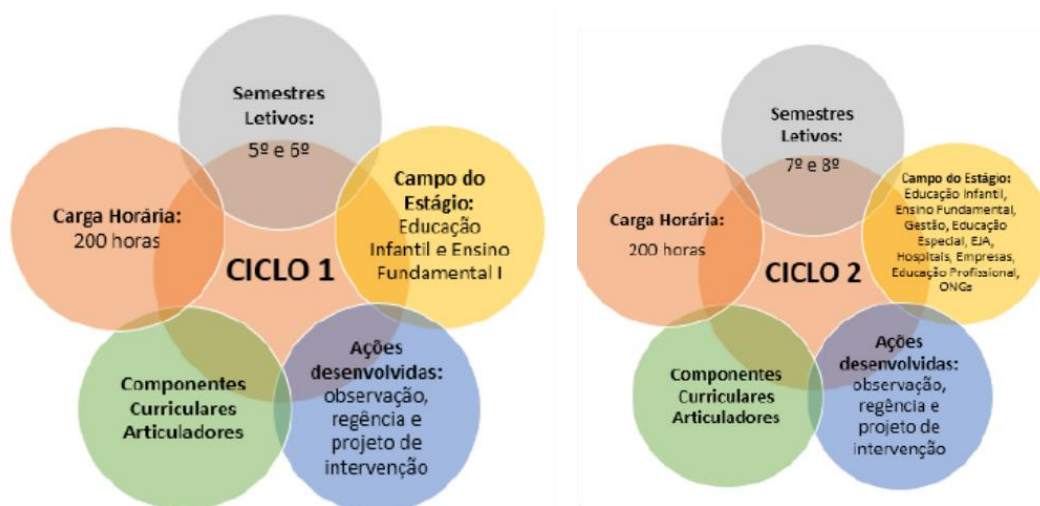 Semestres
Letivos:
5º e 6º
Carga Horária:
200 horas
Campo do
Estágio:
Educação
Infantil e Ensino
Fundamental I
CICLO 1
Componentes
Curriculares
Articuladores
Ações
desenvolvidas:
observação,
regência e
projeto de
intervenção
Semestres
Letivos:
7º e 8º
Carga Horária:
200 horas
Campo do Estágio:
Educação Infantil,
Ensino Fundamental,
Gestão, Educação
Especial, EJA,
Hospitais, Empresas,
Educação Profissional,
ONGs
CICLO 2
Componentes
Curriculares
Articuladores
Ações
desenvolvidas:
observação,
regência e
projeto de
intervenção